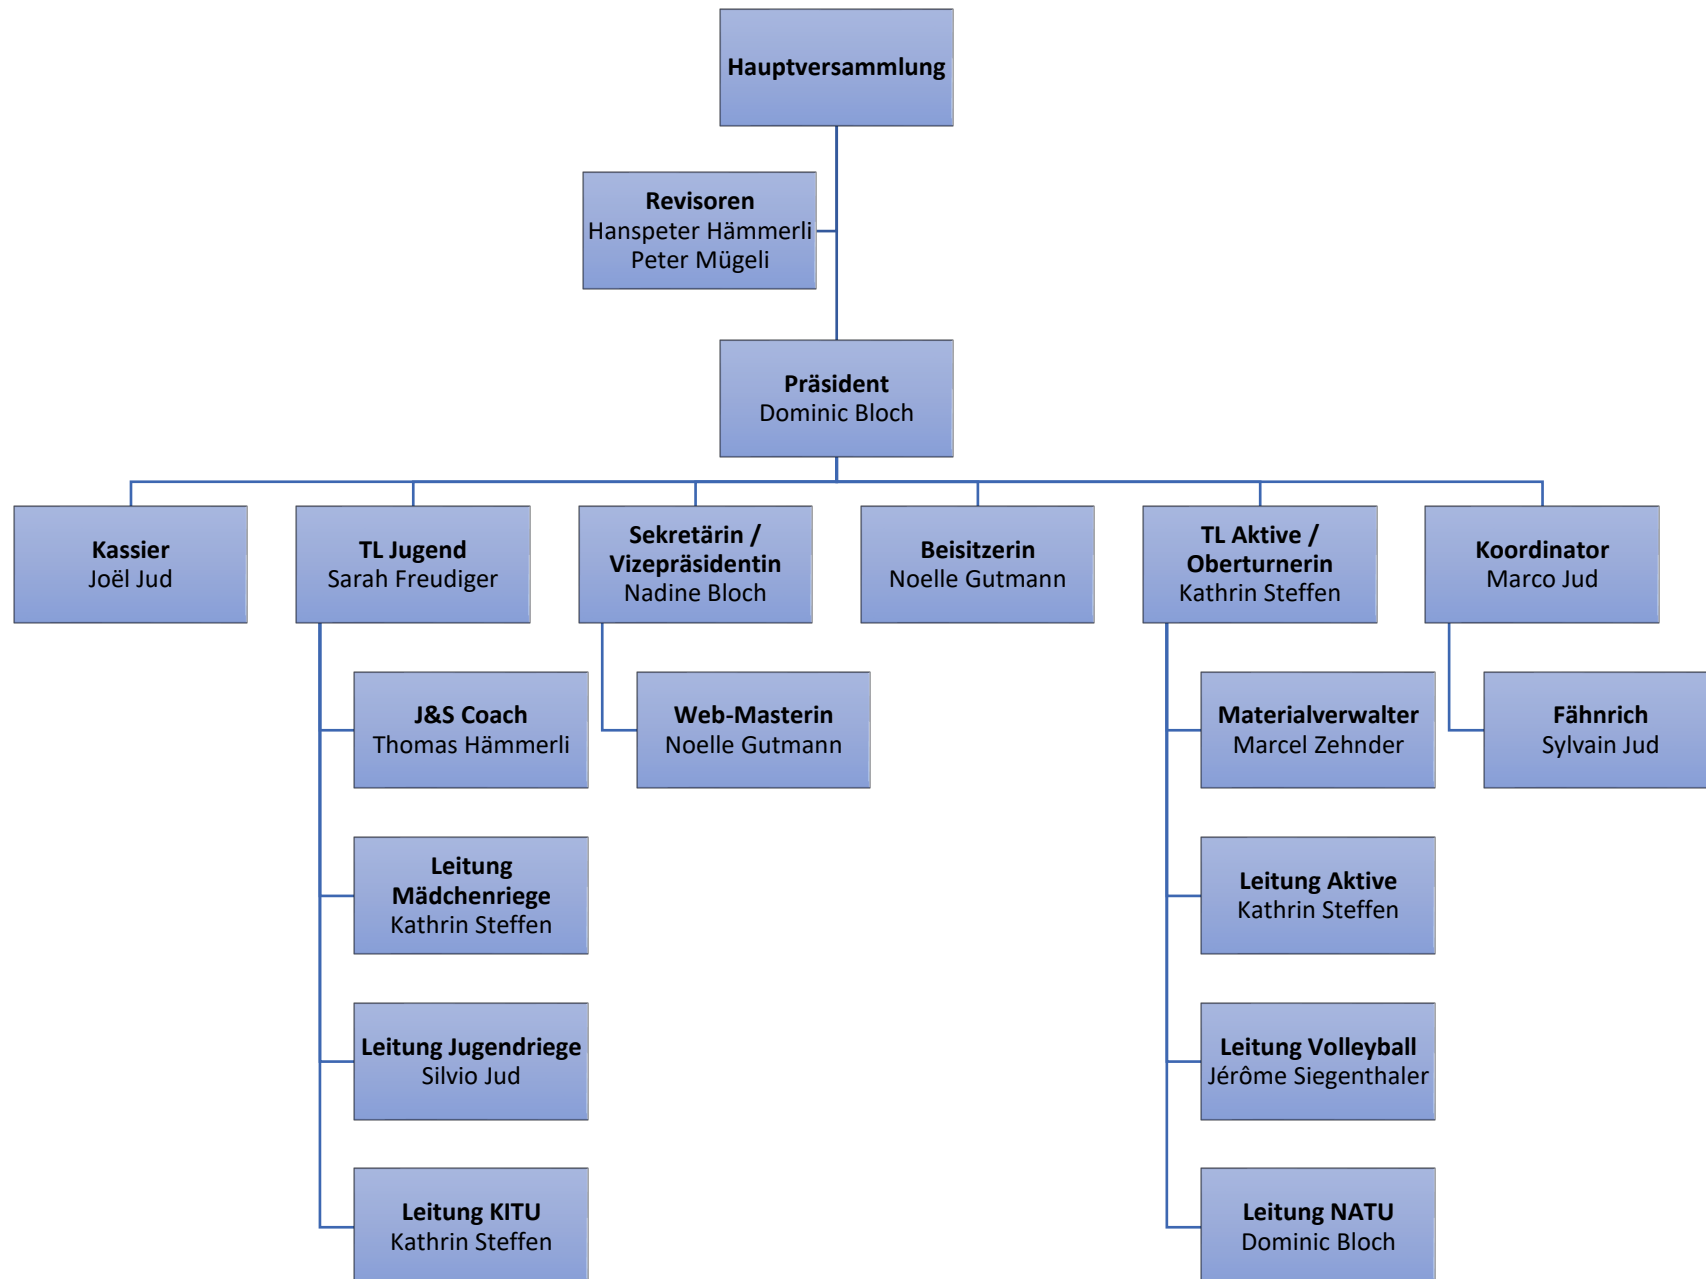 Hauptversammlung
Revisoren
Hanspeter Hämmerli
Peter Mügeli
Präsident
Dominic Bloch
Kassier
Joël Jud
TL Jugend
Sarah Freudiger
Sekretärin /
Vizepräsidentin
Nadine Bloch
Beisitzerin
Noelle Gutmann
TL Aktive /
Oberturnerin
Kathrin Steffen
Koordinator
Marco Jud
J&S Coach
Thomas Hämmerli
Web-Masterin
Noelle Gutmann
Materialverwalter
Marcel Zehnder
Fähnrich
Sylvain Jud
Leitung
Mädchenriege
Kathrin Steffen
Leitung Aktive
Kathrin Steffen
Leitung Jugendriege
Silvio Jud
Leitung Volleyball
Jérôme Siegenthaler
Leitung KITU
Kathrin Steffen
Leitung NATU
Dominic Bloch